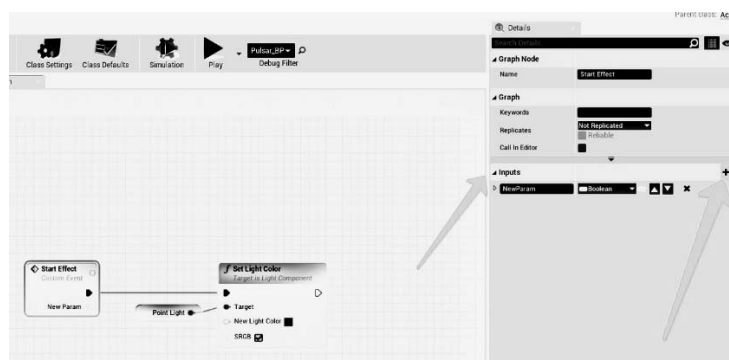 Parent class: Ac
Details
Class Settings
Class Defaults
Simulation
Play
Pulsar_BP
Debug Filter
Search Details
Graph Node
Name
Start Effect
Graph
Keywords
Replicates
Not Replicated
Reliable
Call In Editor
Inputs
NewParam
Boolean
Start Effect
Custom Event
New Param
Point Light
f Set Light Color
Target is Light Component
Target
New Light Color
SRGB